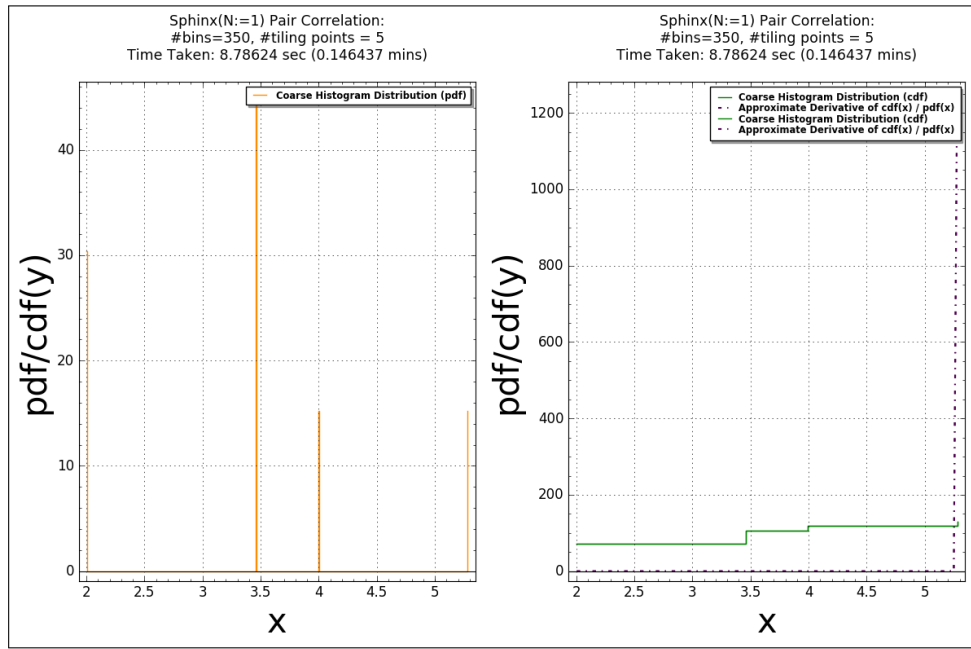 Sphinx(N:=1) Pair Correlation:
#bins=350, #tiling points = 5
Time Taken: 8.78624 sec (0.146437 mins)
Coarse Histogram Distribution (pdf)
pdf/cdf(y)
40
30
20
10
0
2
2.5
3
3.5
4
4.5
5
x
Sphinx(N:=1) Pair Correlation:
#bins=350, #tiling points = 5
Time Taken: 8.78624 sec (0.146437 mins)
Coarse Histogram Distribution (cdf)
Approximate Derivative of cdf(x) / pdf(x)
Coarse Histogram Distribution (cdf)
Approximate Derivative of cdf(x) / pdf(x)
pdf/cdf(y)
1200
1000
800
600
400
200
0
2
2.5
3
3.5
4
4.5
5
x